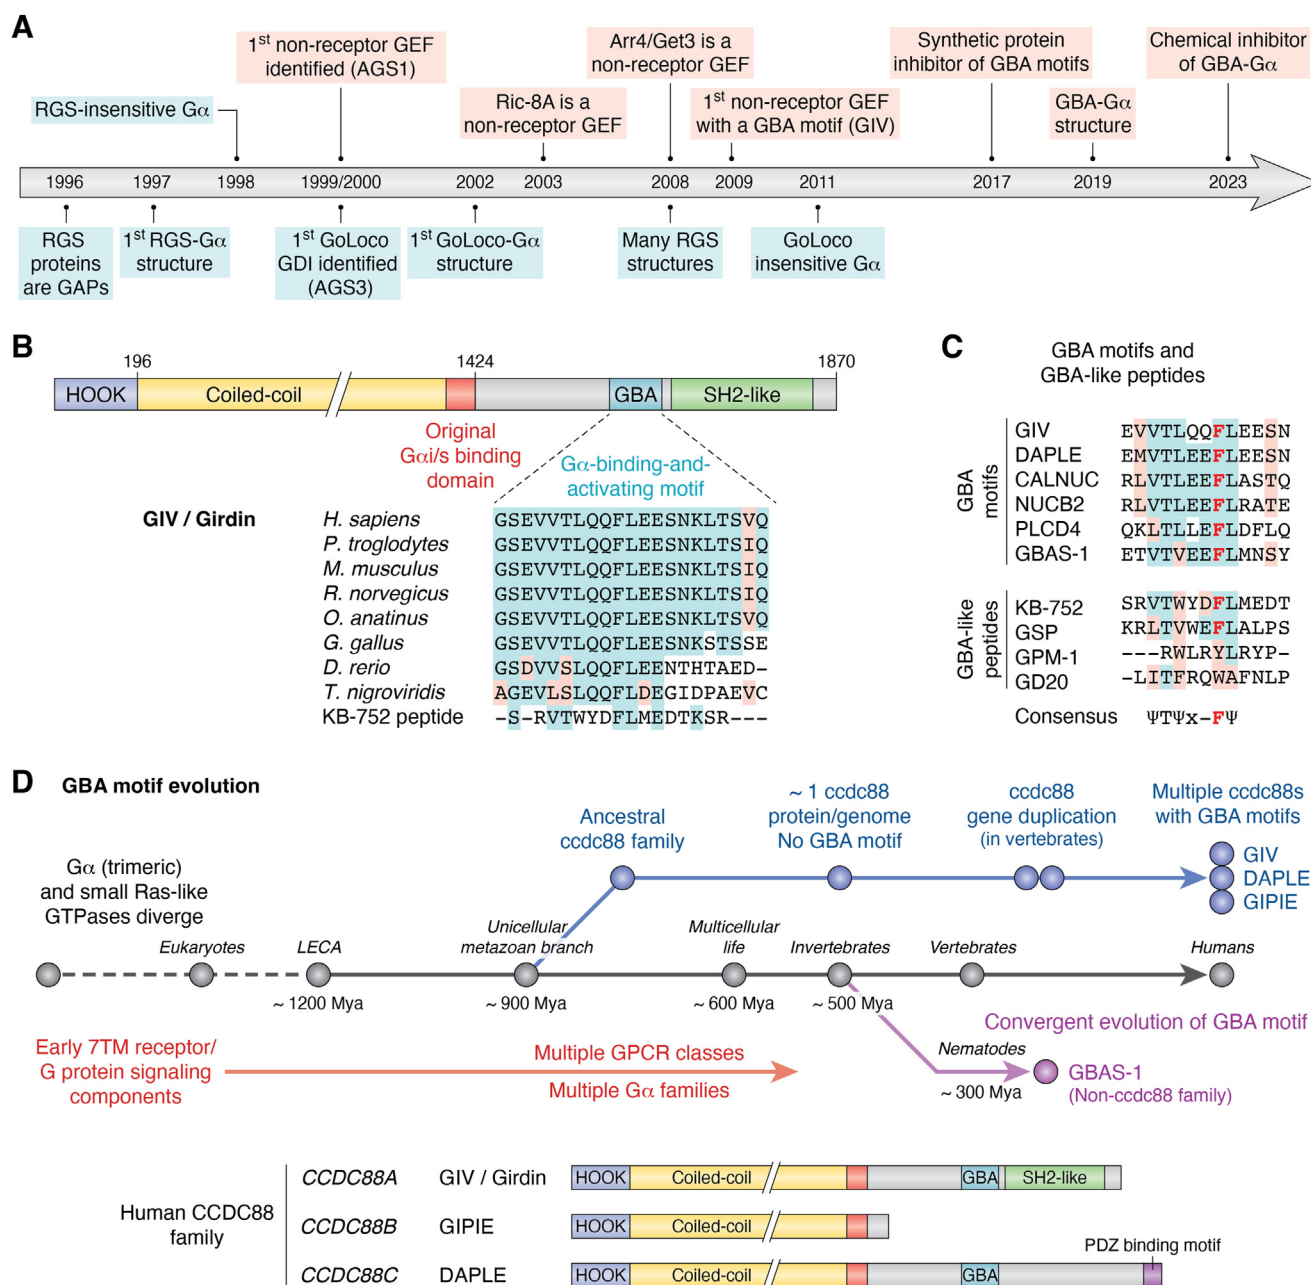 A
1st non-receptor GEF
identified (AGS1)
Arr4/Get3 is a
non-receptor GEF
Synthetic protein
inhibitor of GBA motifs
Chemical inhibitor
of GBA-Gα
RGS-insensitive Gα
Ric-8A is a
non-receptor GEF
1st non-receptor GEF
with a GBA motif (GIV)
GBA-Gα
structure
1996 1997 1998 1999/2000 2002 2003 2008 2009 2011 2017 2019 2023
RGS
proteins
are GAPs
1st RGS-Gα
structure
1st GoLoco
GDI identified
(AGS3)
1st GoLoco-Gα
structure
Many RGS
structures
GoLoco
insensitive Gα
B
196 1424 1870
HOOK Coiled-coil GBA SH2-like
Original
Gαi/s binding
domain
Gα-binding-and-
activating motif
GIV / Girdin
H. sapiens GSEVVTLQQFLEESNKLTSVQ
P. troglodytes GSEVVTLQQFLEESNKLTSIQ
M. musculus GSEVVTLQQFLEESNKLTSIQ
R. norvegicus GSEVVTLQQFLEESNKLTSIQ
O. anatinus GSEVVTLQQFLEESNKLTSVQ
G. gallus GSEVVTLQQFLEESNKSTSSE
D. rerio GSDVVSLQQFLEENTHTAED-
T. nigroviridis AGEVLSLQQFLDEGIDPAEVC
KB-752 peptide -S-RVTWYDFLMEDTKSR---
C
GBA motifs and
GBA-like peptides
GBA
motifs
GIV EVVTLQQFLEESN
DAPLE EMVTLEEFLEESN
CALNUC RLVTLEEFLASTQ
NUCB2 RLVTLEEFLRATE
PLCD4 QKLTLLEFLDFLQ
GBAS-1 ETVTVEEFLMNSY
GBA-like
peptides
KB-752 SRVTWYDFLMEDT
GSP KRLTVWEFLALPS
GPM-1 ---RWLRYLRYP-
GD20 -LITFRQWAFNLP
Consensus ΨTΨx-FΨ
D
GBA motif evolution
Ancestral
ccdc88 family
~ 1 ccdc88
protein/genome
No GBA motif
ccdc88
gene duplication
(in vertebrates)
Multiple ccdc88s
with GBA motifs
GIV
DAPLE
GIPIE
Gα (trimeric)
and small Ras-like
GTPases diverge
Eukaryotes
LECA
Unicellular
metazoan branch
Multicellular
life
Invertebrates
Vertebrates
Humans
~ 1200 Mya
~ 900 Mya
~ 600 Mya
~ 500 Mya
Convergent evolution of GBA motif
Early 7TM receptor/
G protein signaling
components
Multiple GPCR classes
Multiple Gα families
Nematodes
~ 300 Mya
GBAS-1
(Non-ccdc88 family)
Human CCDC88
family
CCDC88A GIV / Girdin HOOK Coiled-coil GBA SH2-like
CCDC88B GIPIE HOOK Coiled-coil
PDZ binding motif
CCDC88C DAPLE HOOK Coiled-coil GBA